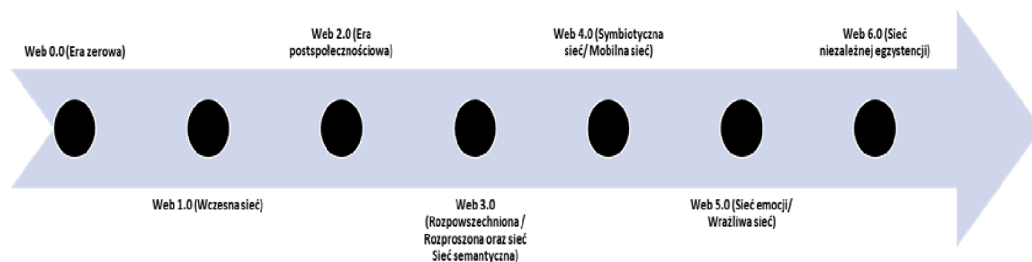 Web 0.0 (Era zerowa)
Web 2.0 (Era
postspołecznościowa)
Web 4.0 (Symbiotyczna
sieć/ Mobilna sieć)
Web 6.0 (Sieć
niezależnej egzystencji)
Web 1.0 (Wczesna sieć)
Web 3.0
(Rozpowszechniona /
Rozproszona oraz sieć
Sieć semantyczna)
Web 5.0 (Sieć emocji/
Wrażliwa sieć)